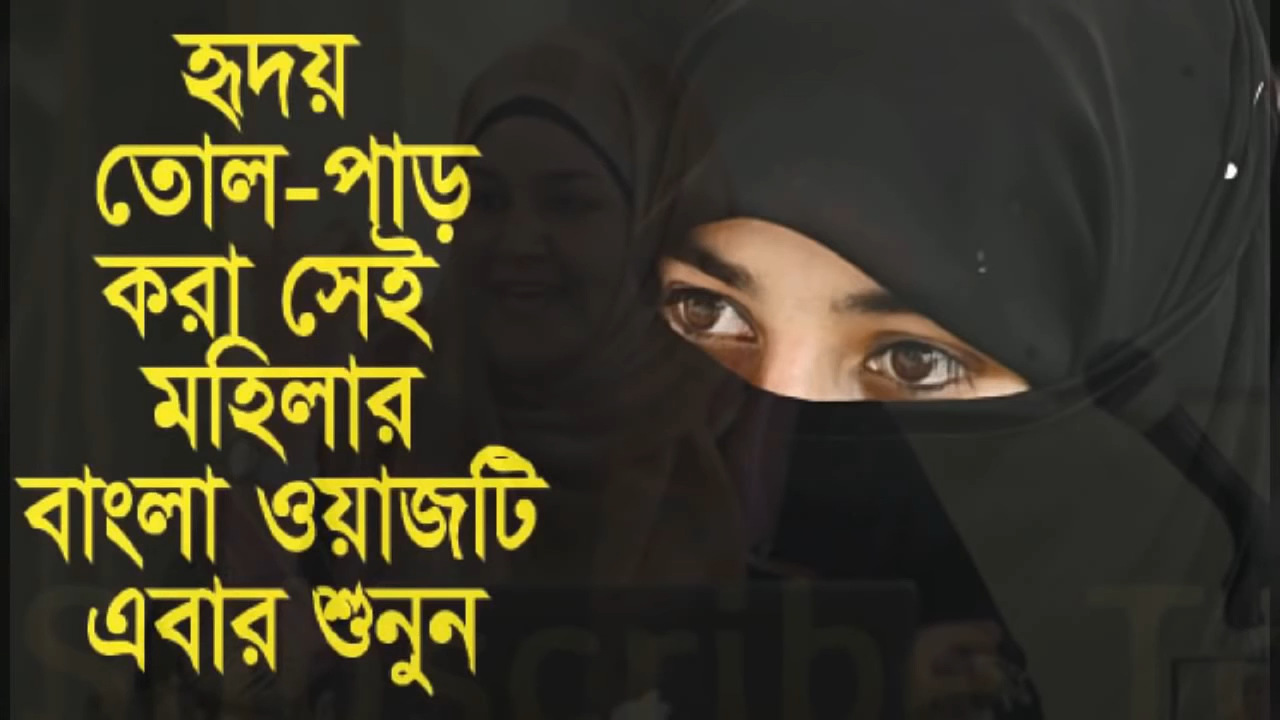 হৃদয়
তোল-পাড়
করা সেই
মহিলার
বাংলা ওয়াজটি
এবার শুনুন